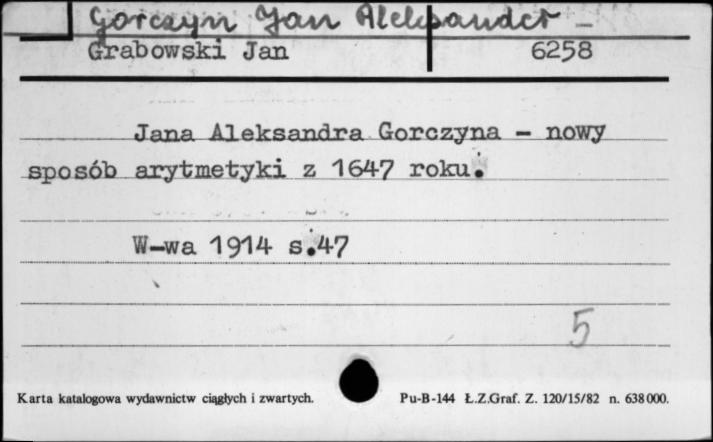 Gorczyn Jan Aleksander
Grabowski Jan 6258
Jana Aleksandra Gorczyna - nowy
sposób arytmetyki z 1647 roku.
W-wa 1914 s.47
5
Karta katalogowa wydawnictw ciągłych i zwartych. Pu-B-144 Ł.Z.Graf. Z. 120/15/82 n. 638000.